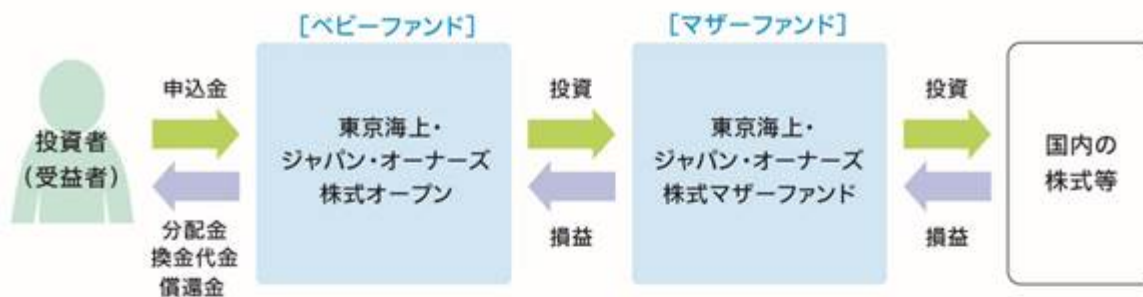 [ベビーファンド]
[マザーファンド]
投資者
(受益者)
申込金
分配金
換金代金
償還金
東京海上・
ジャパン・オーナーズ
株式オープン
投資
損益
東京海上・
ジャパン・オーナーズ
株式マザーファンド
投資
損益
国内の
株式等